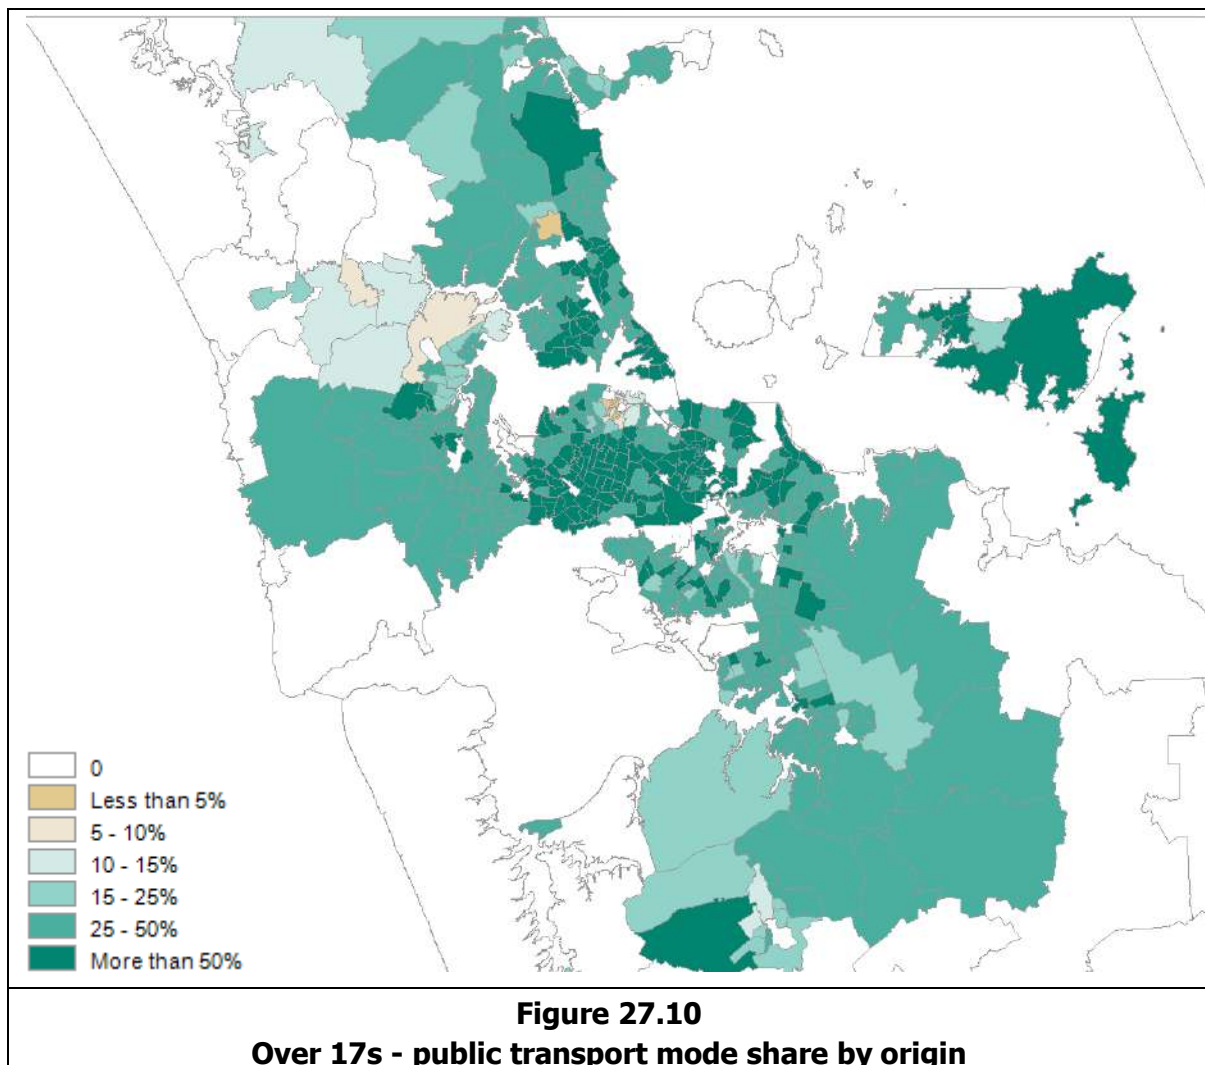 0
Less than 5%
5 - 10%
10 - 15%
15 - 25%
25 - 50%
More than 50%
Figure 27.10
Over 17s - public transport mode share by origin